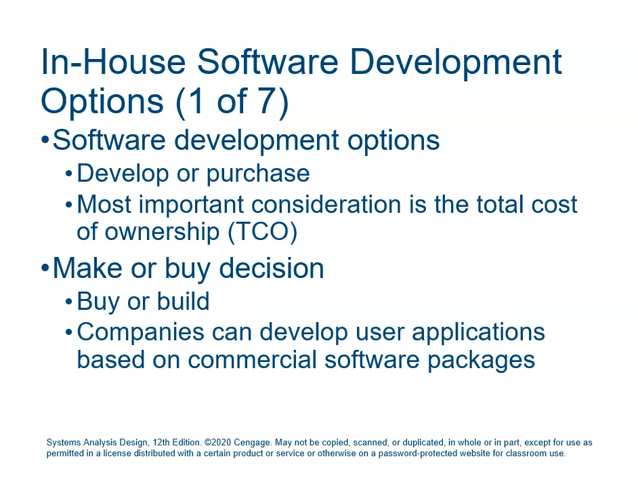 In-House Software Development
Options (1 of 7)
•Software development options
•Develop or purchase
•Most important consideration is the total cost
of ownership (TCO)
•Make or buy decision
•Buy or build
•Companies can develop user applications
based on commercial software packages
Systems Analysis Design, 12th Edition. ©2020 Cengage. May not be copied, scanned, or duplicated, in whole or in part, except for use as
permitted in a license distributed with a certain product or service or otherwise on a password-protected website for classroom use.